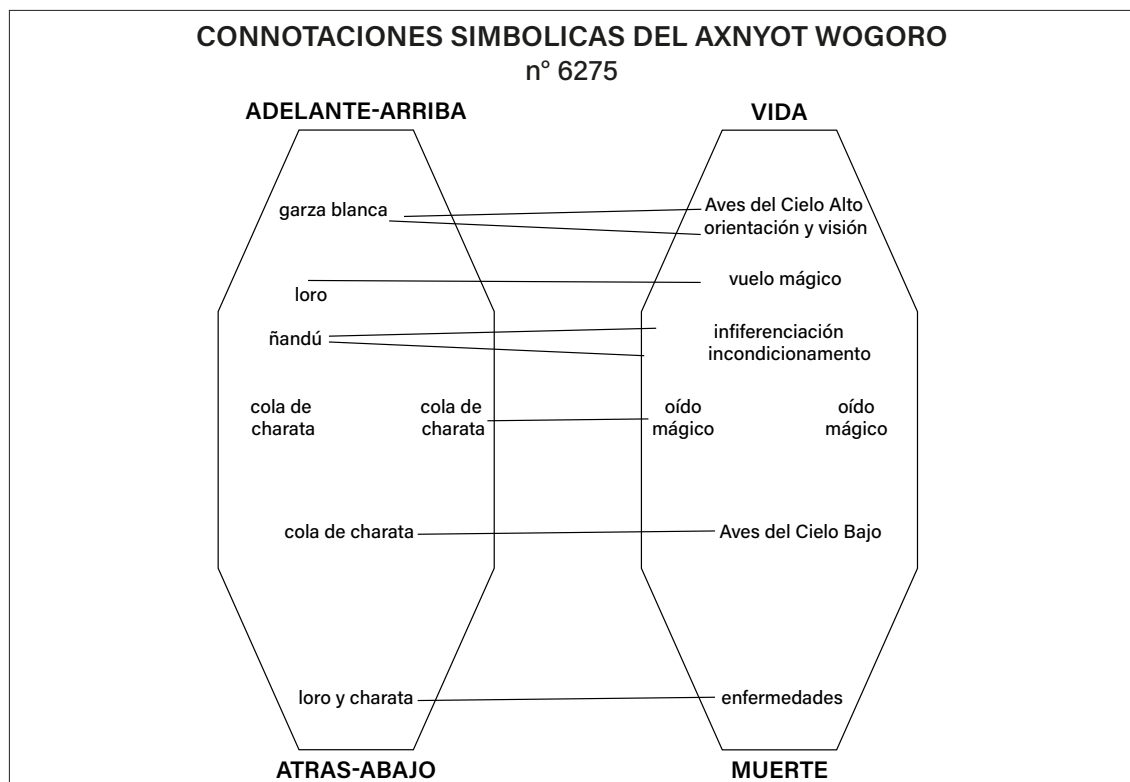 CONNOTACIONES SIMBOLICAS DEL AXNYOT WOGORO
n° 6275
ADELANTE-ARRIBA
VIDA
garza blanca
Aves del Cielo Alto
orientación y visión
loro
vuelo mágico
ñandú
infiferenciación
incondicionamento
cola de
charata
cola de
charata
oído
mágico
oído
mágico
cola de charata
Aves del Cielo Bajo
loro y charata
enfermedades
ATRAS-ABAJO
MUERTE